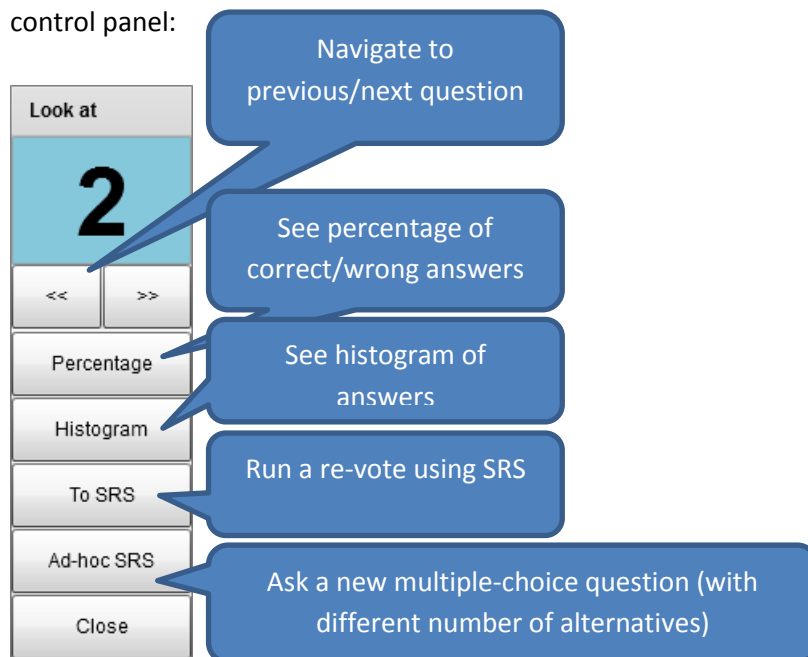 control panel:
Look at
2
<< >>
Percentage
Histogram
To SRS
Ad-hoc SRS
Close
Navigate to
previous/next question
See percentage of
correct/wrong answers
See histogram of
answers
Run a re-vote using SRS
Ask a new multiple-choice question (with
different number of alternatives)